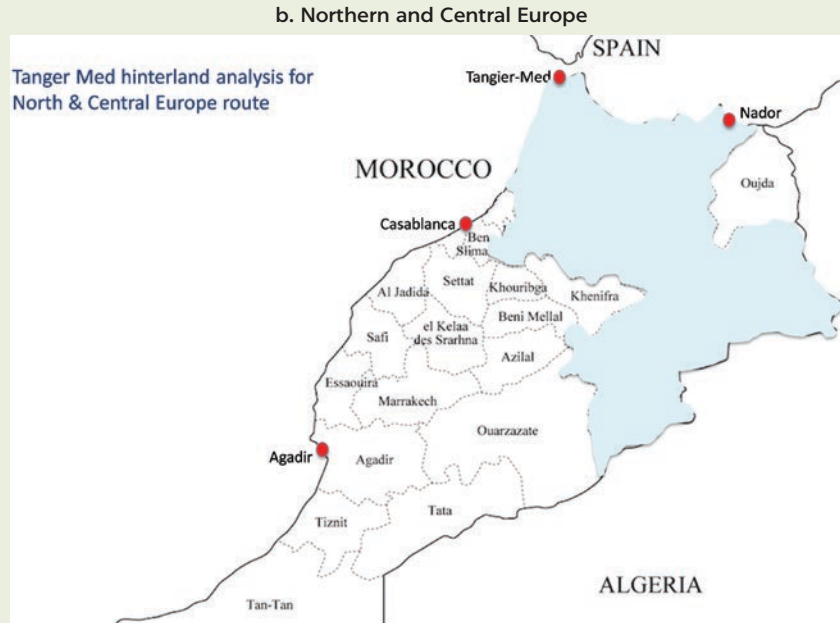 b. Northern and Central Europe
Tanger Med hinterland analysis for
North & Central Europe route
SPAIN
Tangier-Med
Nador
MOROCCO
Oujda
Casablanca
Ben
Slima
Settat
Khouribga
Khenifra
Al Jadida
Beni Mellal
el Kelaa
des Srarhna
Safi
Azilal
Essaouira
Marrakech
Ouarzazate
Agadir
Agadir
Tata
Tiznit
ALGERIA
Tan-Tan